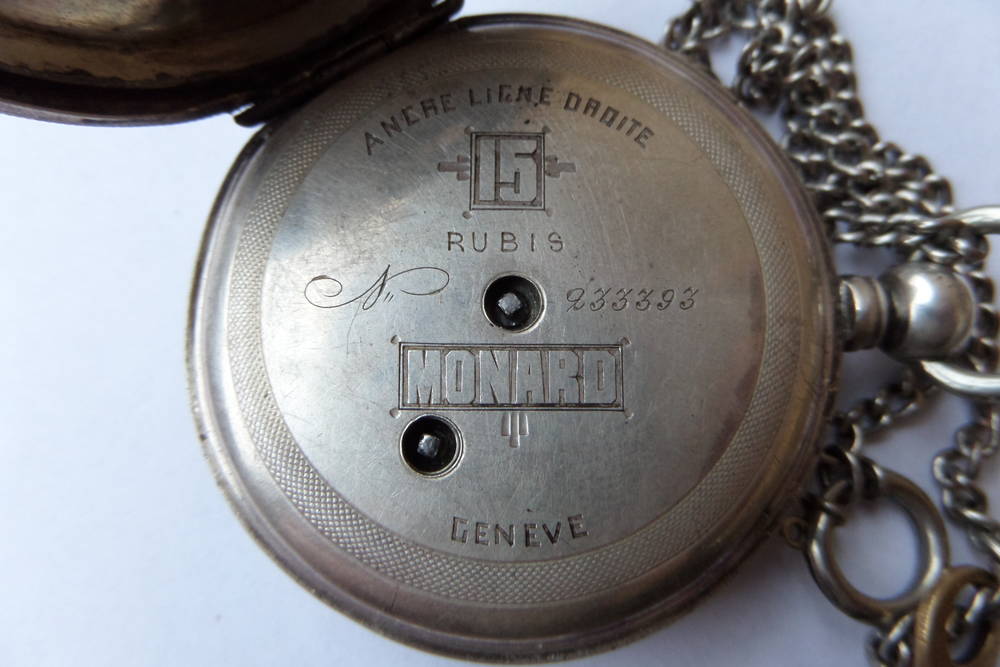 ANCRE LIGNE DROITE
15
RUBIS
N" 233393
MONARD
GENEVE